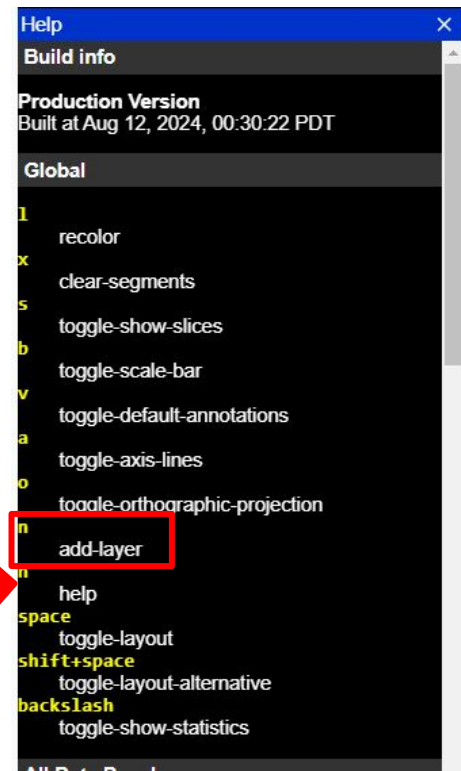 Help ×
Build info
Production Version
Built at Aug 12, 2024, 00:30:22 PDT
Global
l
recolor
x
clear-segments
s
toggle-show-slices
b
toggle-scale-bar
v
toggle-default-annotations
a
toggle-axis-lines
o
toggle-orthographic-projection
n
add-layer
h
help
space
toggle-layout
shift+space
toggle-layout-alternative
backslash
toggle-show-statistics